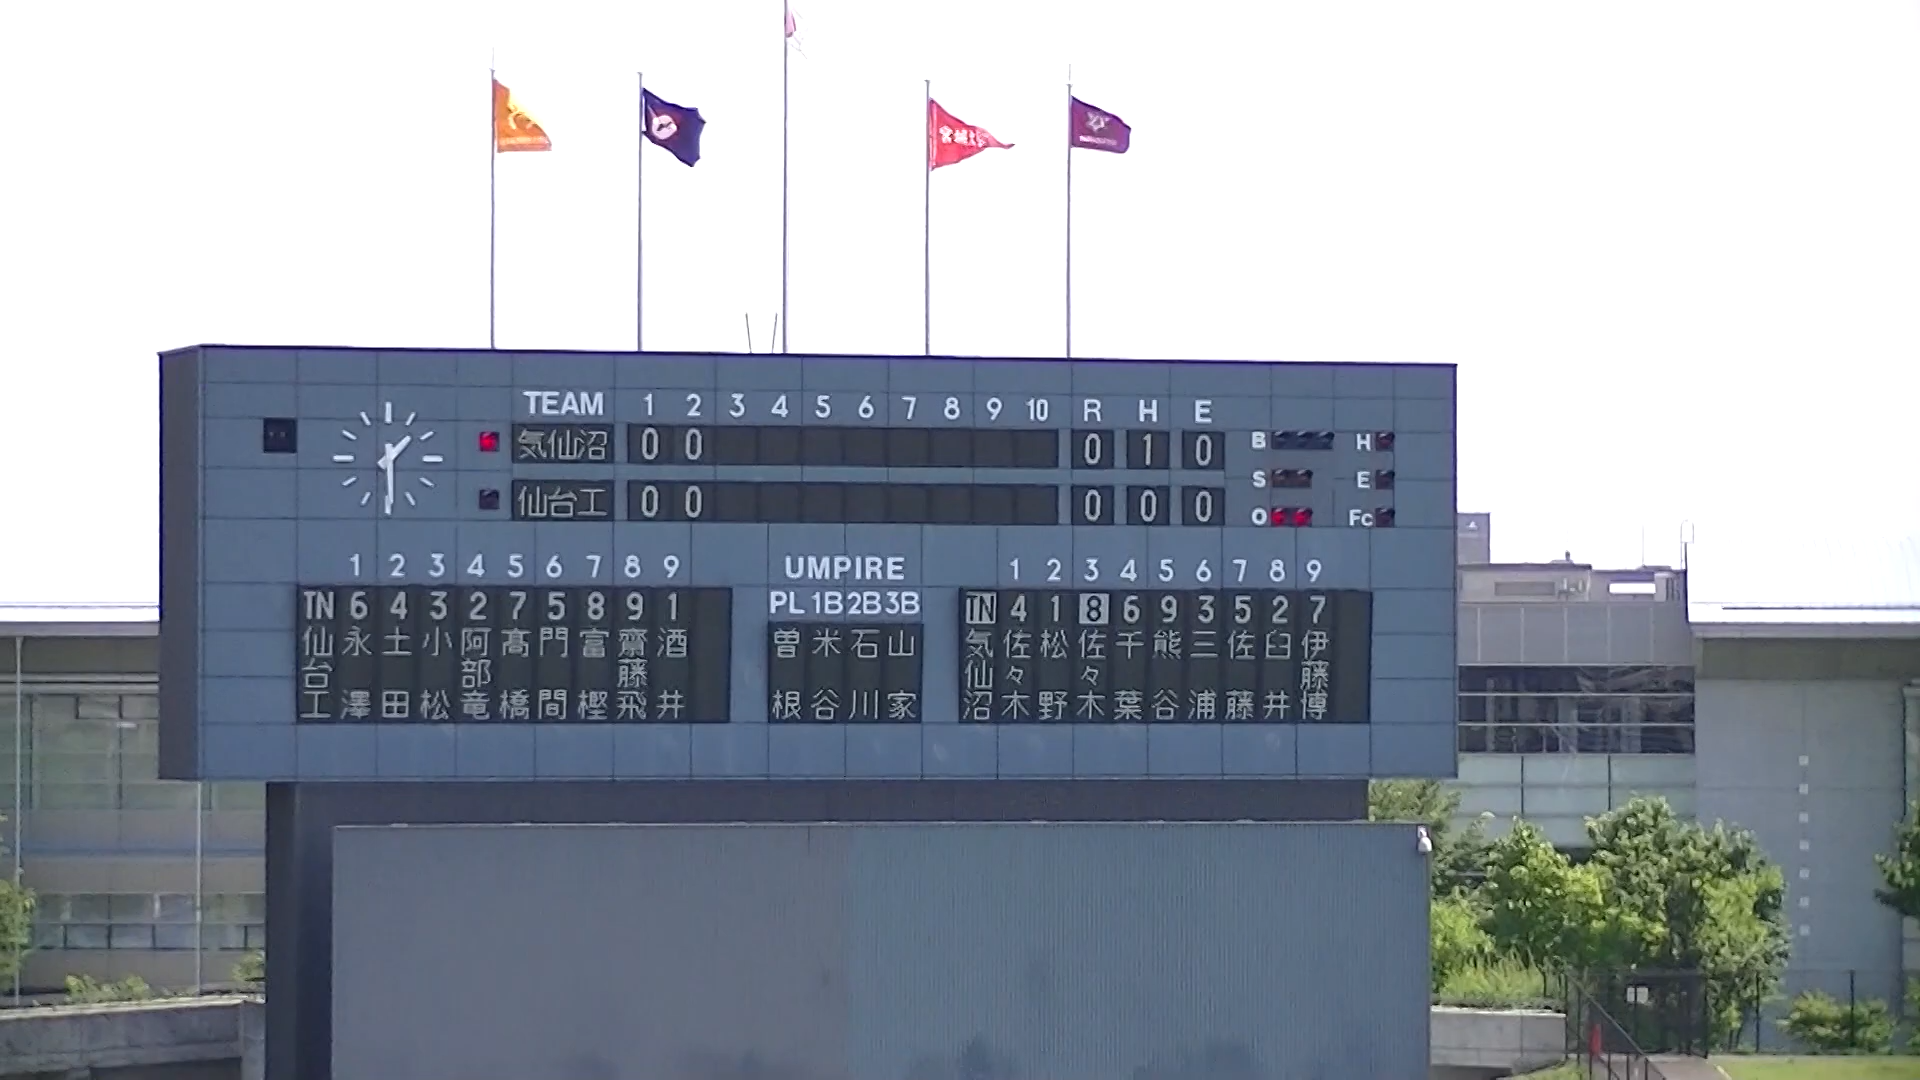 宮城
TEAM 1 2 3 4 5 6 7 8 9 10 R H E
気仙沼 0 0 0 1 0 B H
S E
仙台工 0 0 0 0 0 O Fc
1 2 3 4 5 6 7 8 9
TN 6 4 3 2 7 5 8 9 1
仙台工 永澤 土田 小松 阿部竜 髙橋 門間 富樫 齋藤飛 酒井
UMPIRE
PL 1B 2B 3B
曽根 米谷 石川 山家
1 2 3 4 5 6 7 8 9
TN 4 1 8 6 9 3 5 2 7
気仙沼 佐々木 松野 佐々木 千葉 熊谷 三浦 佐藤 臼井 伊藤博